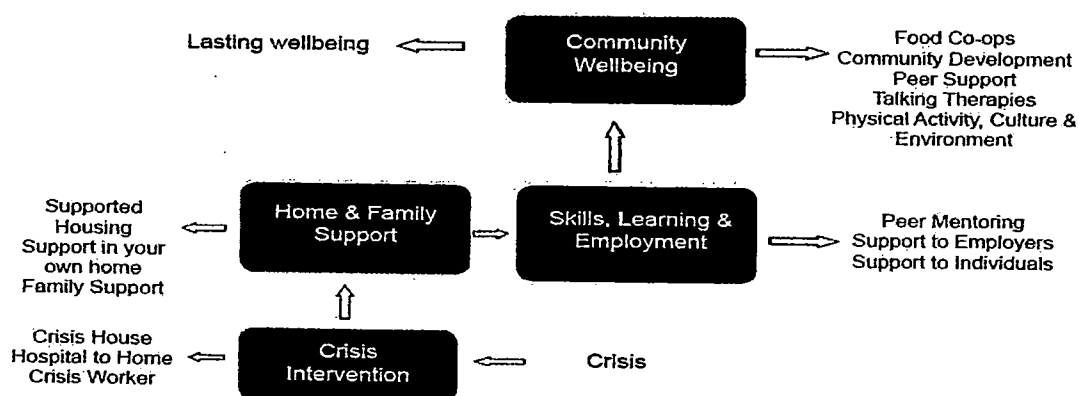 Lasting wellbeing
Community
Wellbeing
Food Co-ops
Community Development
Peer Support
Talking Therapies
Physical Activity, Culture &
Environment
Supported
Housing
Support in your
own home
Family Support
Home & Family
Support
Skills, Learning &
Employment
Peer Mentoring
Support to Employers
Support to Individuals
Crisis House
Hospital to Home
Crisis Worker
Crisis
Intervention
Crisis